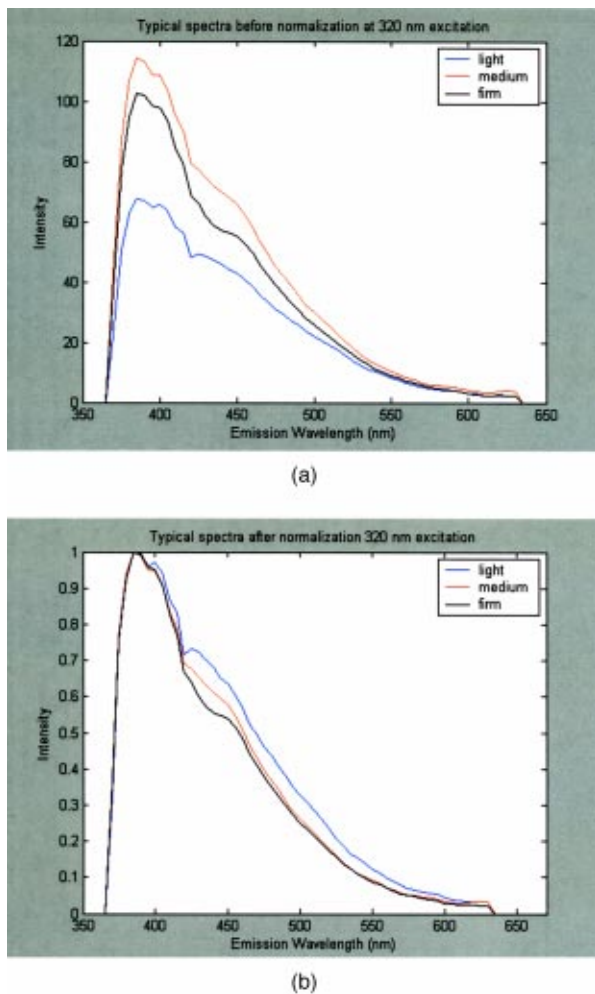 Typical spectra before normalization at 320 nm excitation
120
100
80
60
40
20
0
Intensity
light
medium
firm
350
400
450
500
550
600
650
Emission Wavelength (nm)
(a)
Typical spectra after normalization 320 nm excitation
1
0.9
0.8
0.7
0.6
0.5
0.4
0.3
0.2
0.1
0
Intensity
light
medium
firm
350
400
450
500
550
600
650
Emission Wavelength (nm)
(b)